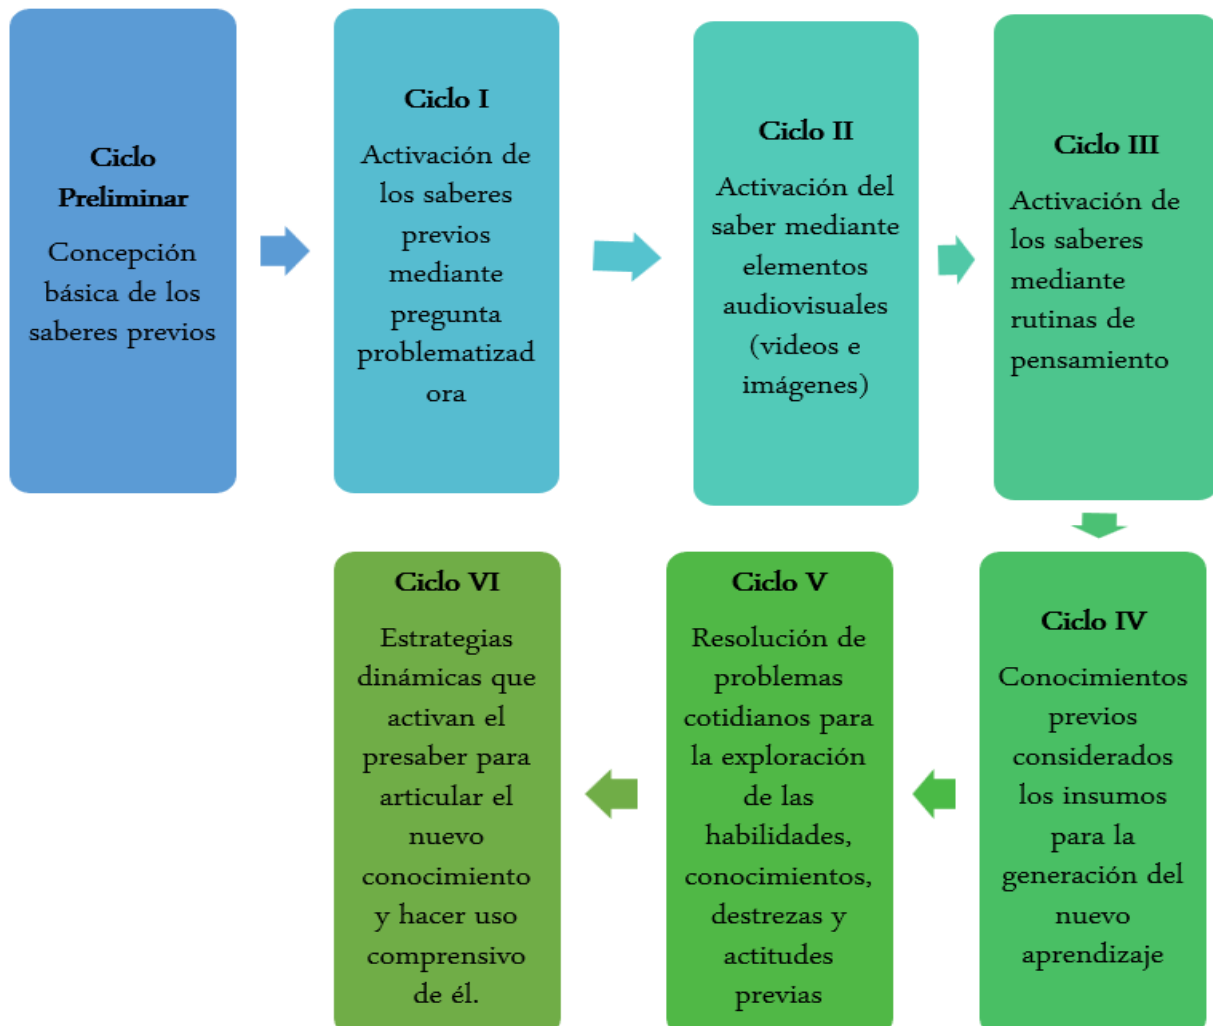 Ciclo
Preliminar
Concepción
básica de los
saberes previos
Ciclo I
Activación de
los saberes
previos
mediante
pregunta
problematizad
ora
Ciclo II
Activación del
saber mediante
elementos
audiovisuales
(videos e
imágenes)
Ciclo III
Activación de
los saberes
mediante
rutinas de
pensamiento
Ciclo IV
Conocimientos
previos
considerados
los insumos
para la
generación del
nuevo
aprendizaje
Ciclo V
Resolución de
problemas
cotidianos para
la exploración
de las
habilidades,
conocimientos,
destrezas y
actitudes
previas
Ciclo VI
Estrategias
dinámicas que
activan el
presaber para
articular el
nuevo
conocimiento
y hacer uso
comprensivo
de él.